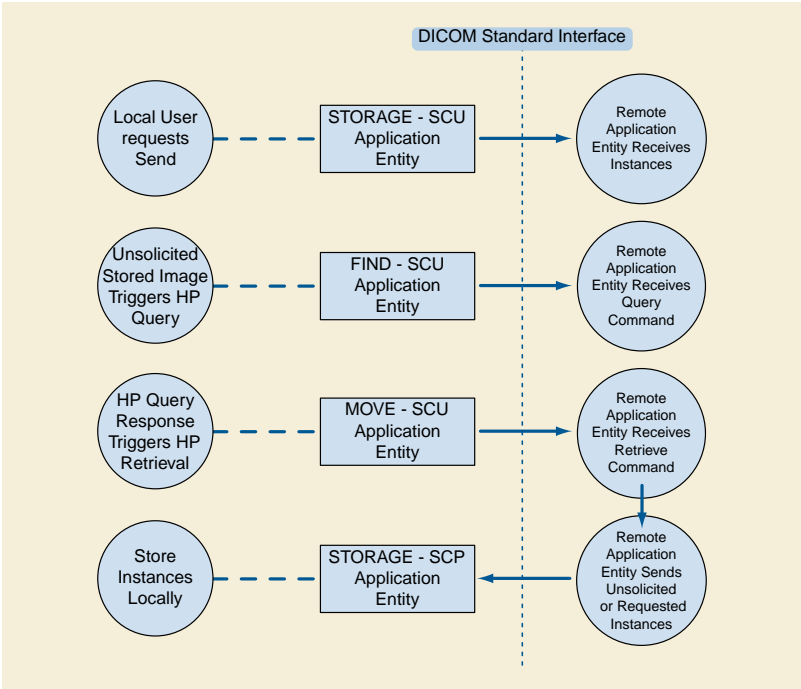 DICOM Standard Interface
Local User
requests
Send
STORAGE - SCU
Application
Entity
Remote
Application
Entity Receives
Instances
Unsolicited
Stored Image
Triggers HP
Query
FIND - SCU
Application
Entity
Remote
Application
Entity Receives
Query
Command
HP Query
Response
Triggers HP
Retrieval
MOVE - SCU
Application
Entity
Remote
Application
Entity Receives
Retrieve
Command
Store
Instances
Locally
STORAGE - SCP
Application
Entity
Remote
Application
Entity Sends
Unsolicited
or Requested
Instances